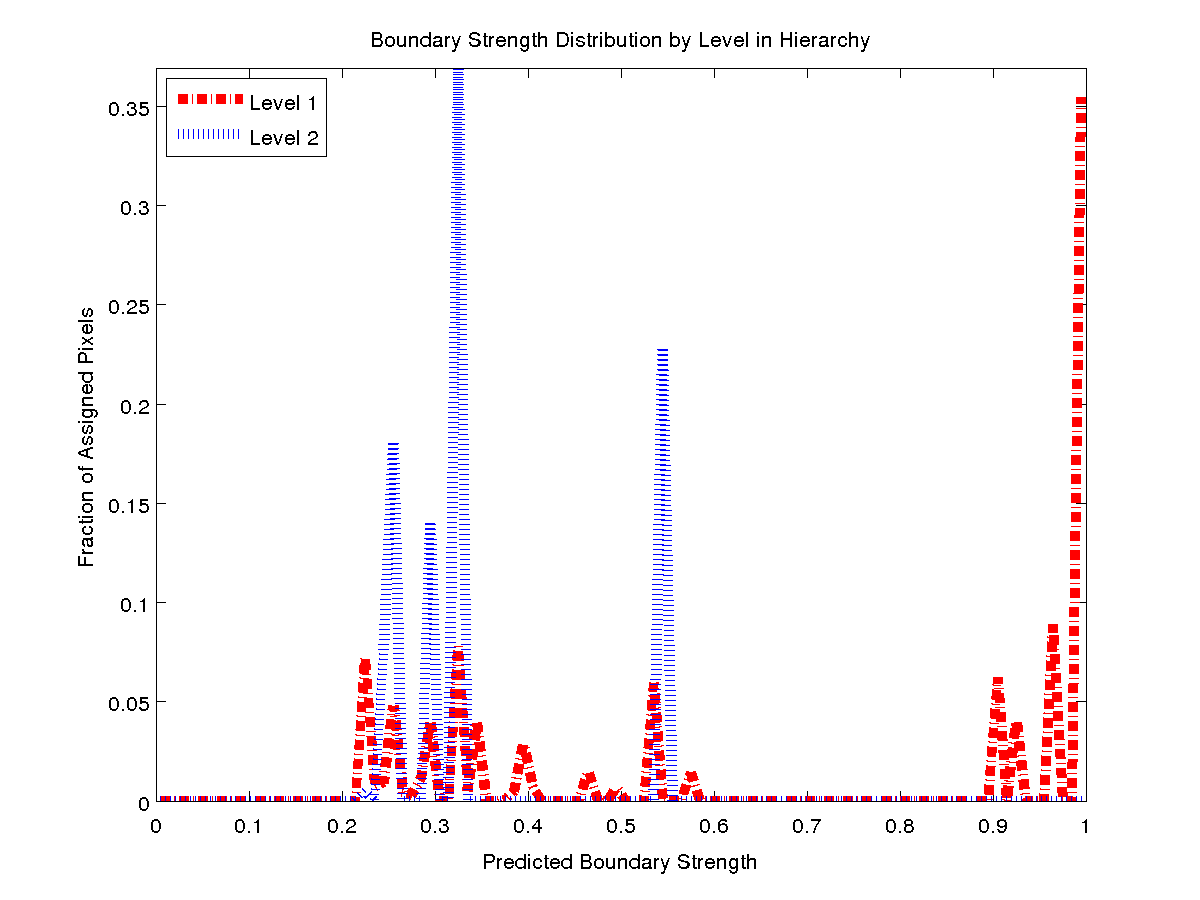 Boundary Strength Distribution by Level in Hierarchy
Level 1
Level 2
0.35
0.3
0.25
0.2
0.15
0.1
0.05
0
Fraction of Assigned Pixels
0 0.1 0.2 0.3 0.4 0.5 0.6 0.7 0.8 0.9 1
Predicted Boundary Strength